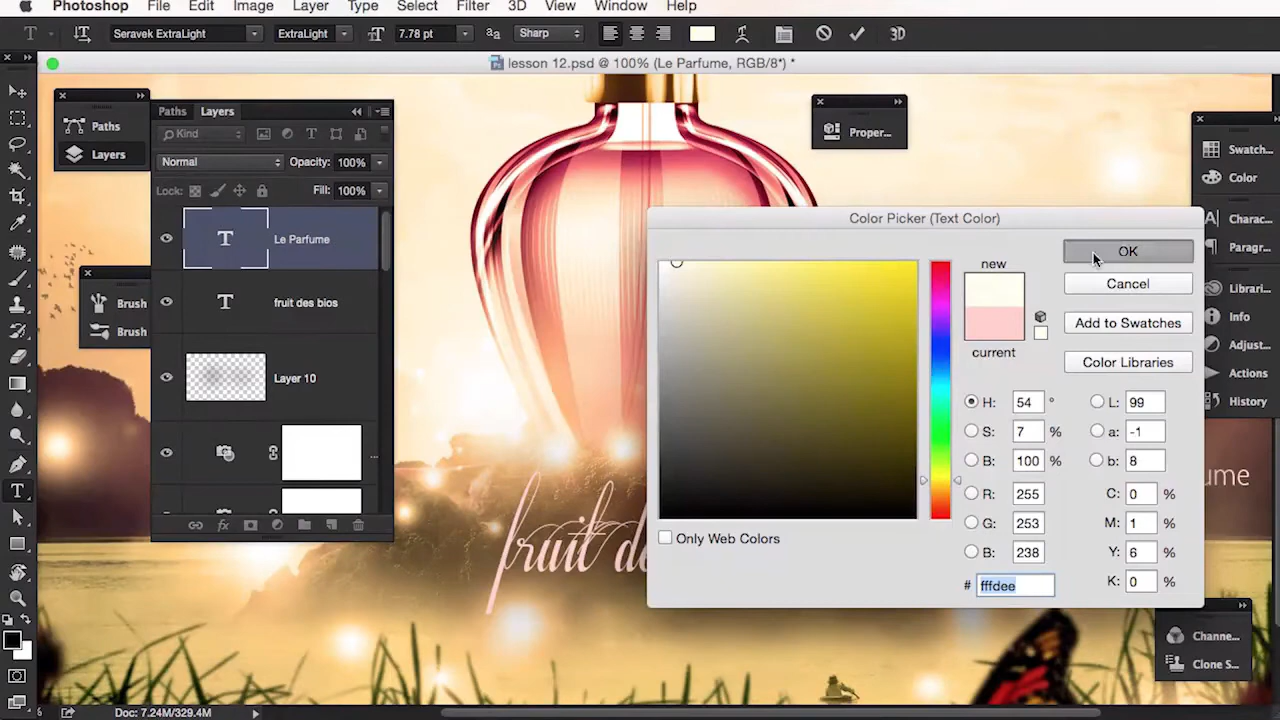 Photoshop File Edit Image Layer Type Select Filter 3D View Window Help
T Seravek ExtraLight ExtraLight 7.78 pt aa Sharp 3D
lesson 12.psd @ 100% (Le Parfume, RGB/8*) *
Paths
Layers
Paths Layers
Kind
Normal Opacity: 100%
Lock: Fill: 100%
T Le Parfume
T fruit des bios
Layer 10
fx
Brush
Brush
Proper...
Swatch...
Color
Charac...
Paragr...
Librari...
Info
Adjust...
Actions
History
Channe...
Clone S...
Color Picker (Text Color)
new
current
OK
Cancel
Add to Swatches
Color Libraries
H: 54 °
S: 7 %
B: 100 %
R: 255
G: 253
B: 238
# fffdee
L: 99
a: -1
b: 8
C: 0 %
M: 1 %
Y: 6 %
K: 0 %
Only Web Colors
fruit de
ume
Doc: 7.24M/329.4M